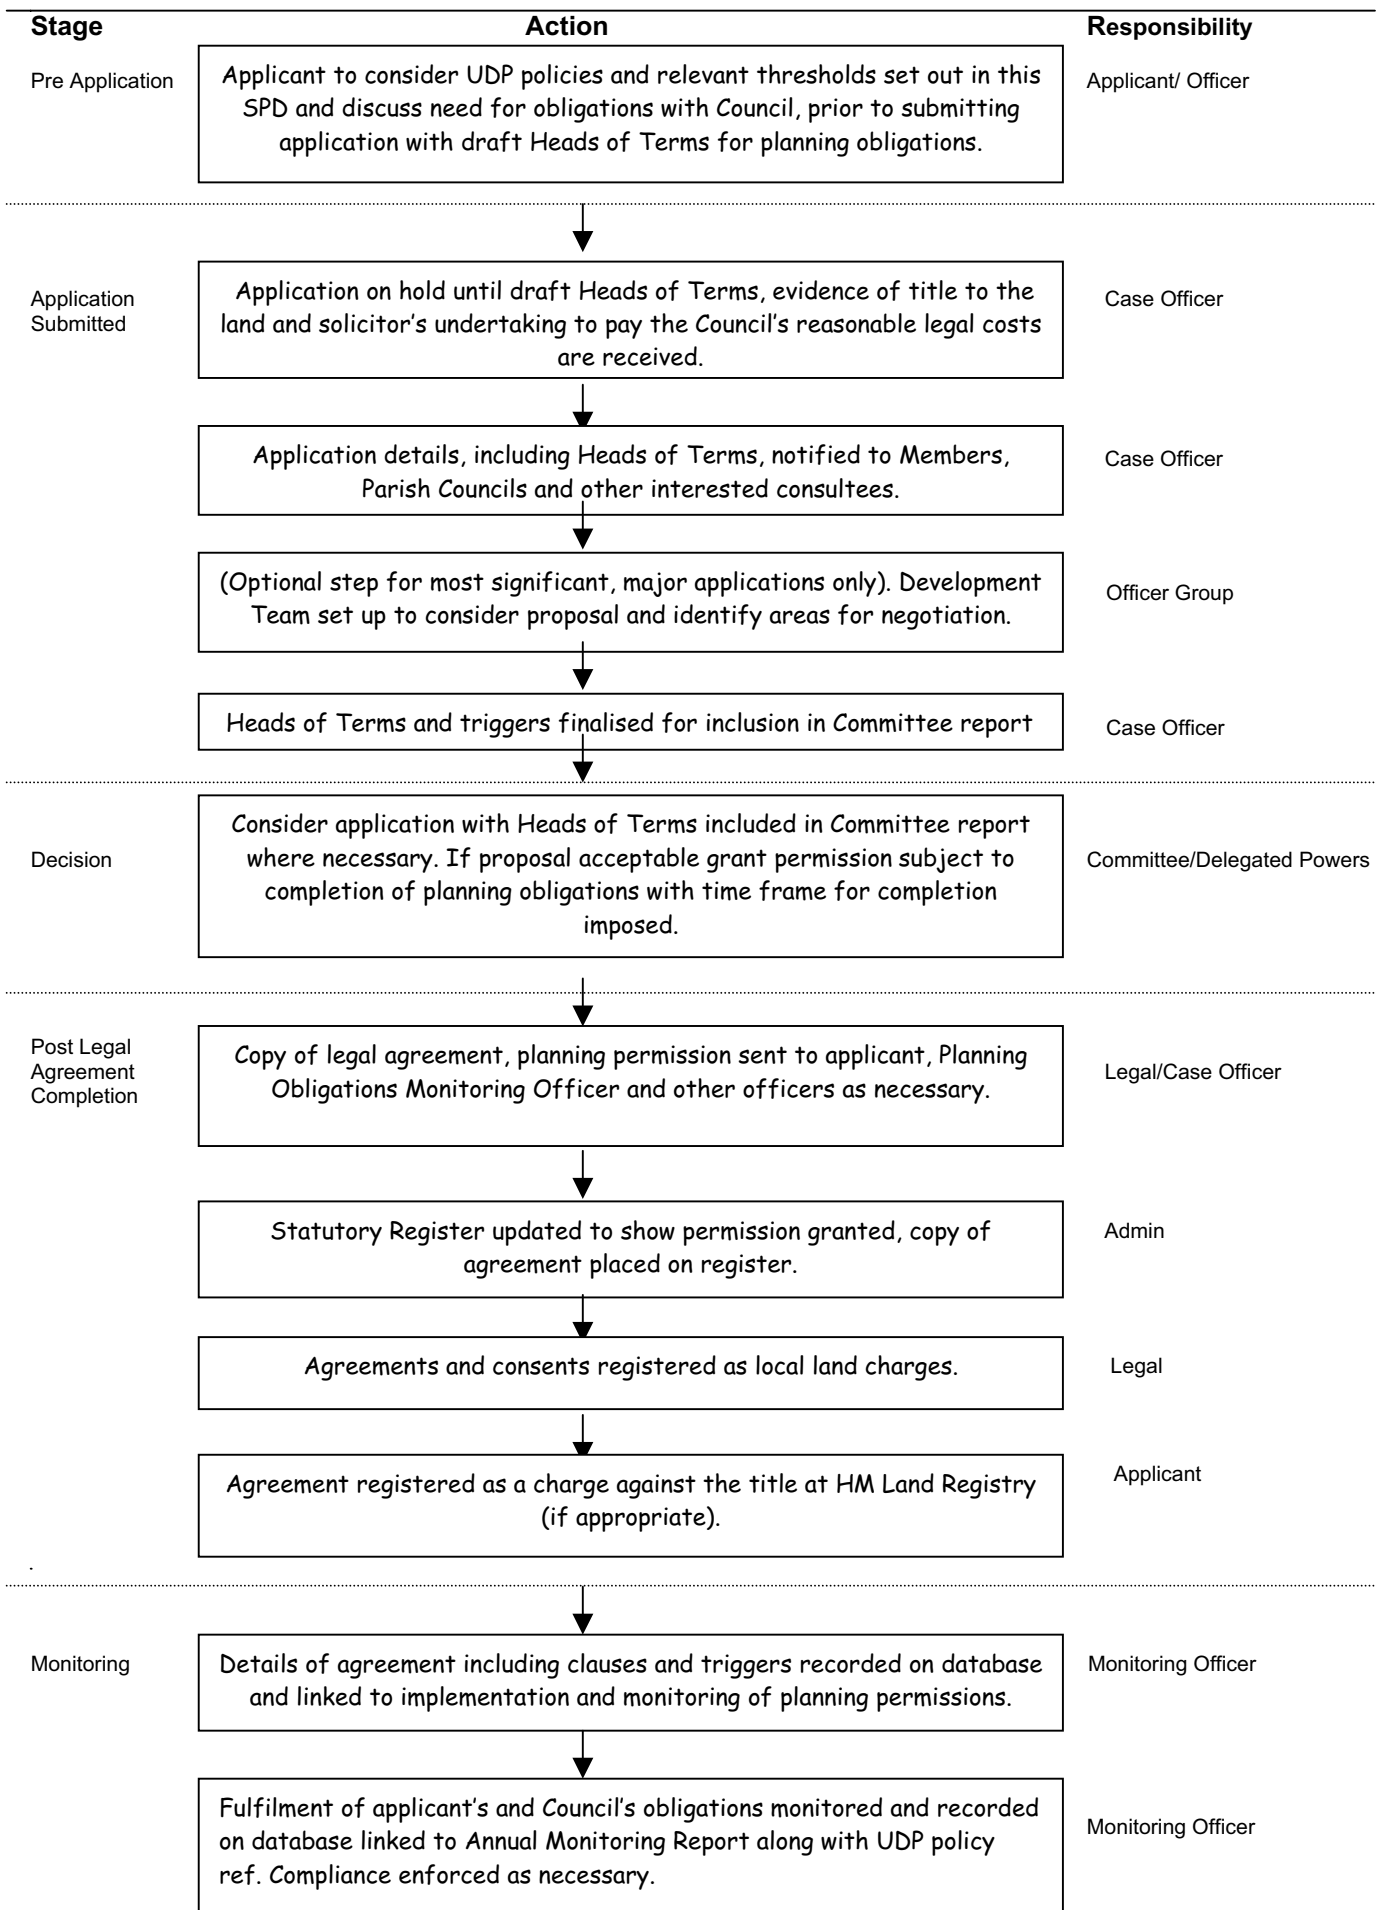 Stage Action Responsibility
Pre Application
Applicant to consider UDP policies and relevant thresholds set out in this
SPD and discuss need for obligations with Council, prior to submitting
application with draft Heads of Terms for planning obligations.
Applicant/ Officer
Application
Submitted
Application on hold until draft Heads of Terms, evidence of title to the
land and solicitor's undertaking to pay the Council's reasonable legal costs
are received.
Case Officer
Application details, including Heads of Terms, notified to Members,
Parish Councils and other interested consultees.
Case Officer
(Optional step for most significant, major applications only). Development
Team set up to consider proposal and identify areas for negotiation.
Officer Group
Heads of Terms and triggers finalised for inclusion in Committee report
Case Officer
Decision
Consider application with Heads of Terms included in Committee report
where necessary. If proposal acceptable grant permission subject to
completion of planning obligations with time frame for completion
imposed.
Committee/Delegated Powers
Post Legal
Agreement
Completion
Copy of legal agreement, planning permission sent to applicant, Planning
Obligations Monitoring Officer and other officers as necessary.
Legal/Case Officer
Statutory Register updated to show permission granted, copy of
agreement placed on register.
Admin
Agreements and consents registered as local land charges.
Legal
Agreement registered as a charge against the title at HM Land Registry
(if appropriate).
Applicant
.
Monitoring
Details of agreement including clauses and triggers recorded on database
and linked to implementation and monitoring of planning permissions.
Monitoring Officer
Fulfilment of applicant's and Council's obligations monitored and recorded
on database linked to Annual Monitoring Report along with UDP policy
ref. Compliance enforced as necessary.
Monitoring Officer